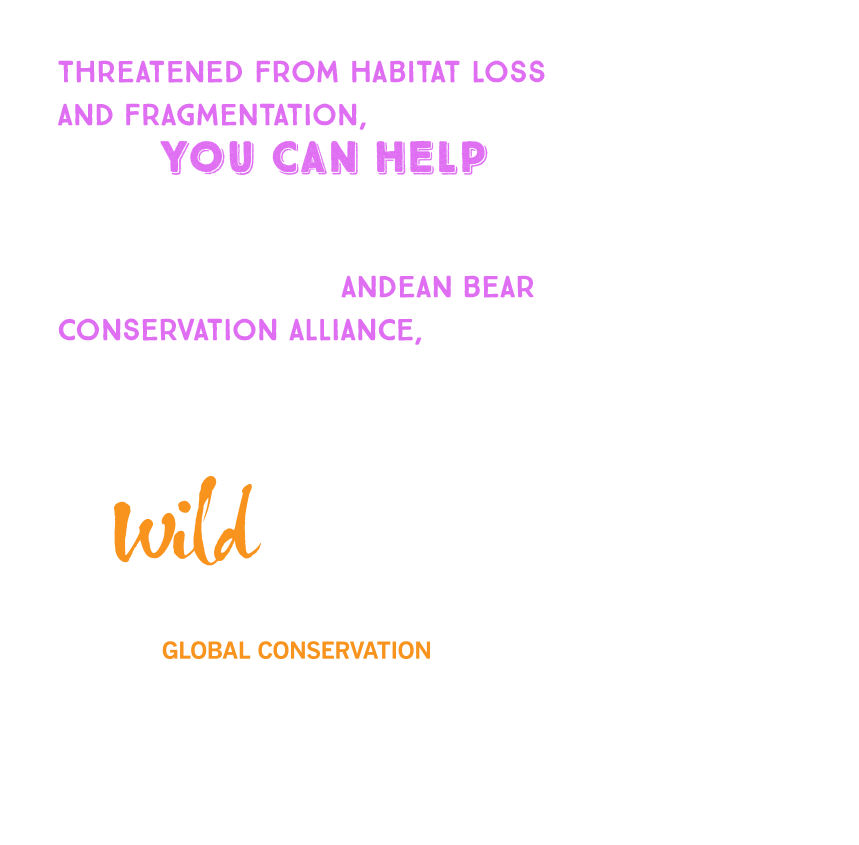 THREATENED FROM HABITAT LOSS
AND FRAGMENTATION,
YOU CAN HELP
ANDEAN BEAR
CONSERVATION ALLIANCE,
Wild
GLOBAL CONSERVATION